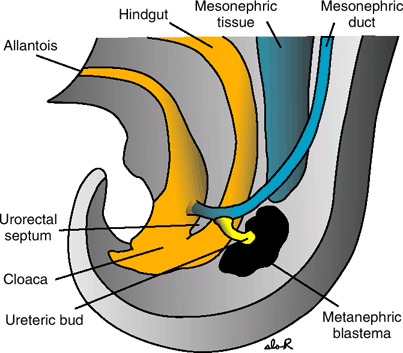 Hindgut
Mesonephric
tissue
Mesonephric
duct
Allantois
Urorectal
septum
Cloaca
Ureteric bud
Metanephric
blastema